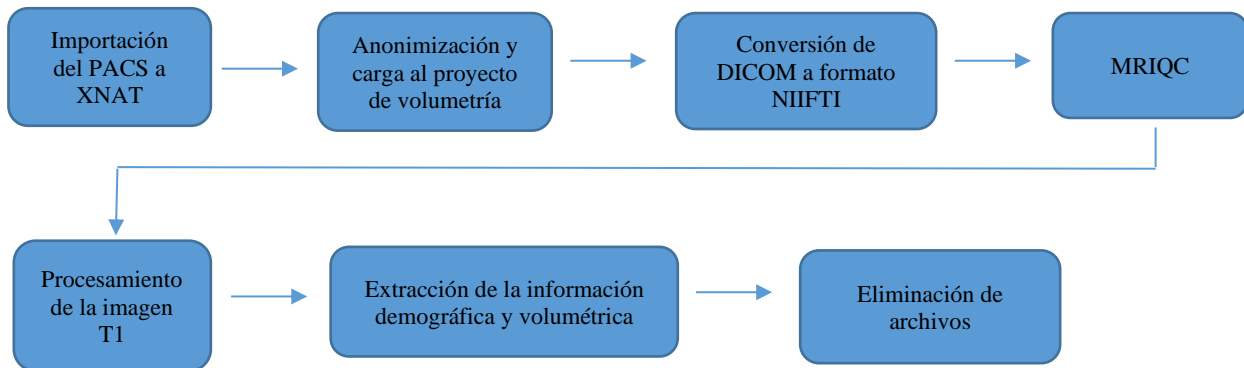 Importación
del PACS a
XNAT
Anonimización y
carga al proyecto
de volumetría
Conversión de
DICOM a formato
NIIFTI
MRIQC
Procesamiento
de la imagen
T1
Extracción de la información
demográfica y volumétrica
Eliminación de
archivos